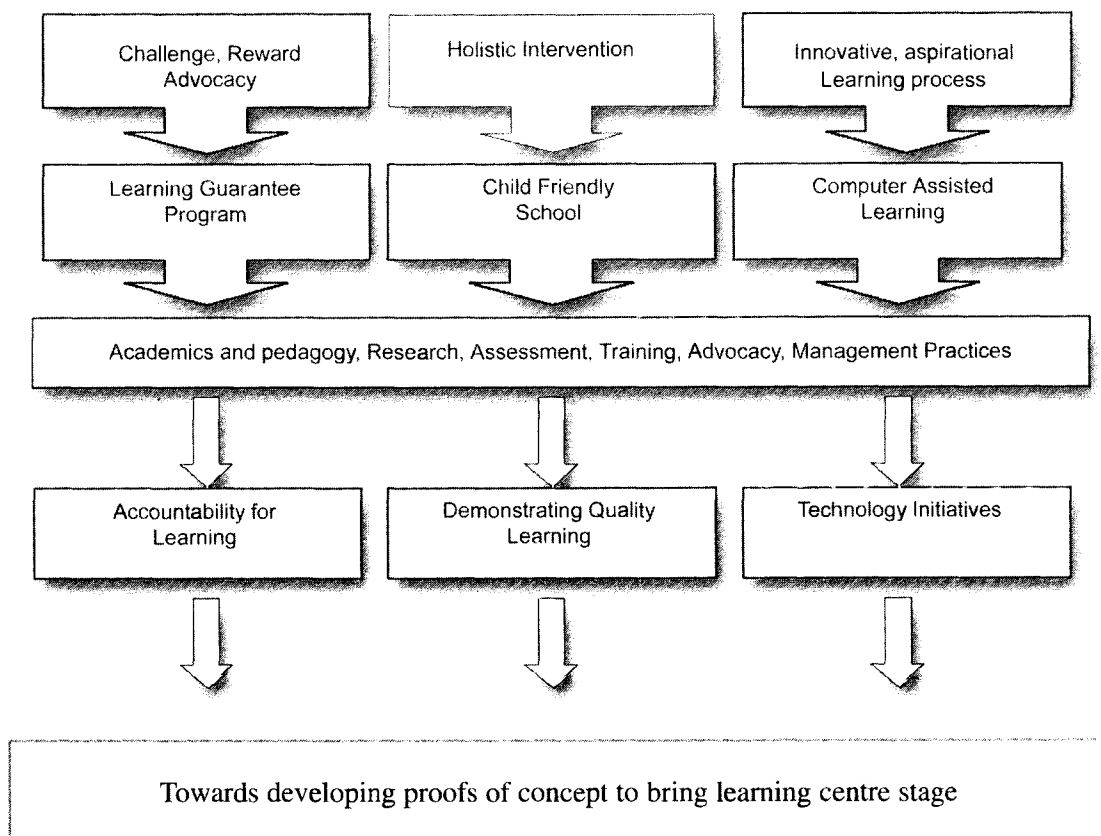 Challenge, Reward
Advocacy
Holistic Intervention
Innovative, aspirational
Learning process
Learning Guarantee
Program
Child Friendly
School
Computer Assisted
Learning
Academics and pedagogy, Research, Assessment, Training, Advocacy, Management Practices
Accountability for
Learning
Demonstrating Quality
Learning
Technology Initiatives
Towards developing proofs of concept to bring learning centre stage